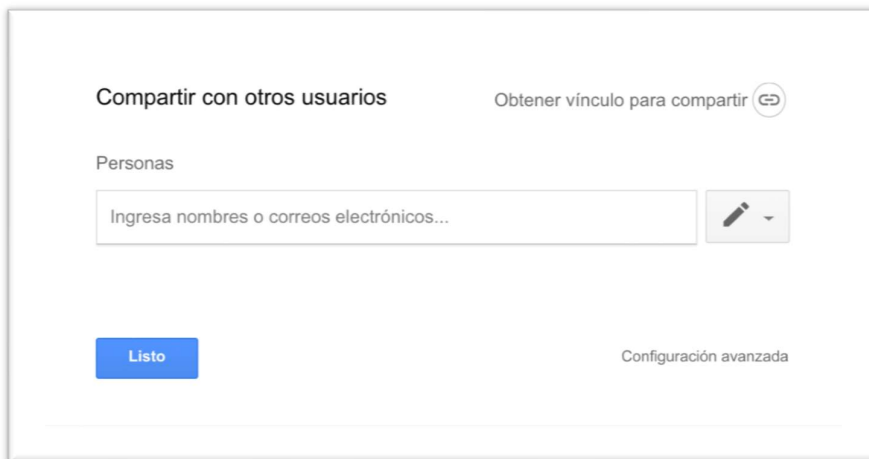 Compartir con otros usuarios
Obtener vínculo para compartir
Personas
Ingresa nombres o correos electrónicos...
Listo
Configuración avanzada